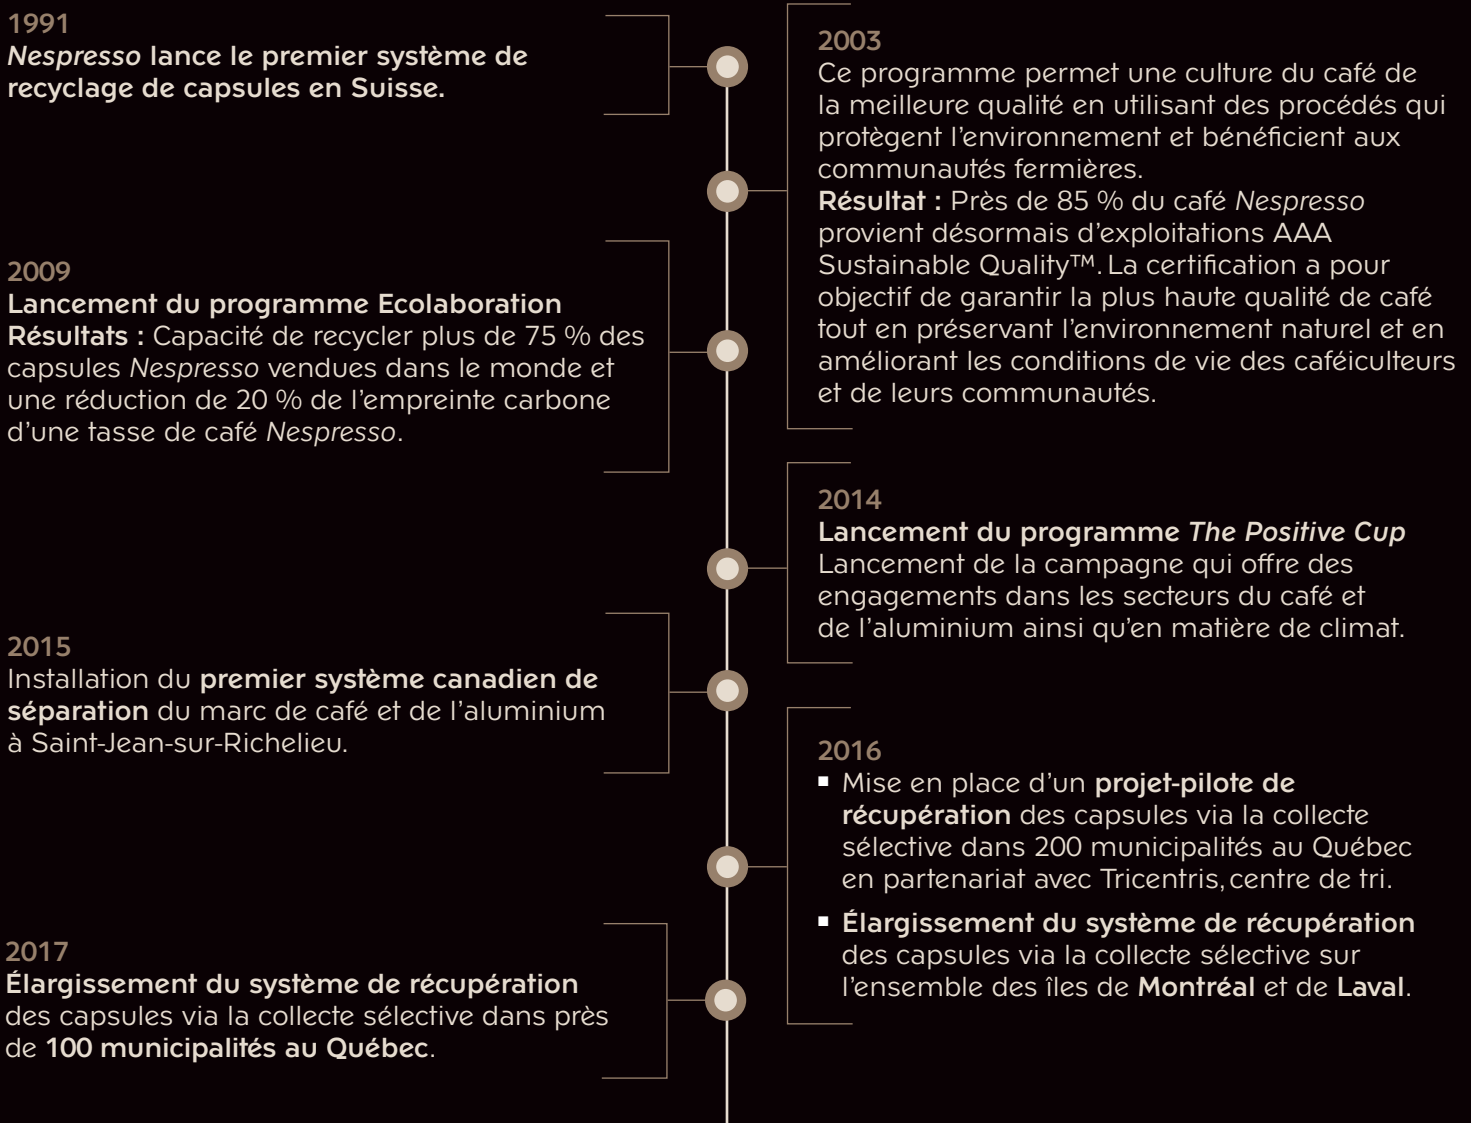 1991
Nespresso lance le premier système de
recyclage de capsules en Suisse.
2003
Ce programme permet une culture du café de
la meilleure qualité en utilisant des procédés qui
protègent l'environnement et bénéficient aux
communautés fermières.
Résultat : Près de 85 % du café Nespresso
provient désormais d'exploitations AAA
Sustainable Quality™. La certification a pour
objectif de garantir la plus haute qualité de café
tout en préservant l'environnement naturel et en
améliorant les conditions de vie des caféiculteurs
et de leurs communautés.
2009
Lancement du programme Ecolaboration
Résultats : Capacité de recycler plus de 75 % des
capsules Nespresso vendues dans le monde et
une réduction de 20 % de l'empreinte carbone
d'une tasse de café Nespresso.
2014
Lancement du programme The Positive Cup
Lancement de la campagne qui offre des
engagements dans les secteurs du café et
de l'aluminium ainsi qu'en matière de climat.
2015
Installation du premier système canadien de
séparation du marc de café et de l'aluminium
à Saint-Jean-sur-Richelieu.
2016
▪ Mise en place d'un projet-pilote de
récupération des capsules via la collecte
sélective dans 200 municipalités au Québec
en partenariat avec Tricentris, centre de tri.
▪ Élargissement du système de récupération
des capsules via la collecte sélective sur
l'ensemble des îles de Montréal et de Laval.
2017
Élargissement du système de récupération
des capsules via la collecte sélective dans près
de 100 municipalités au Québec.